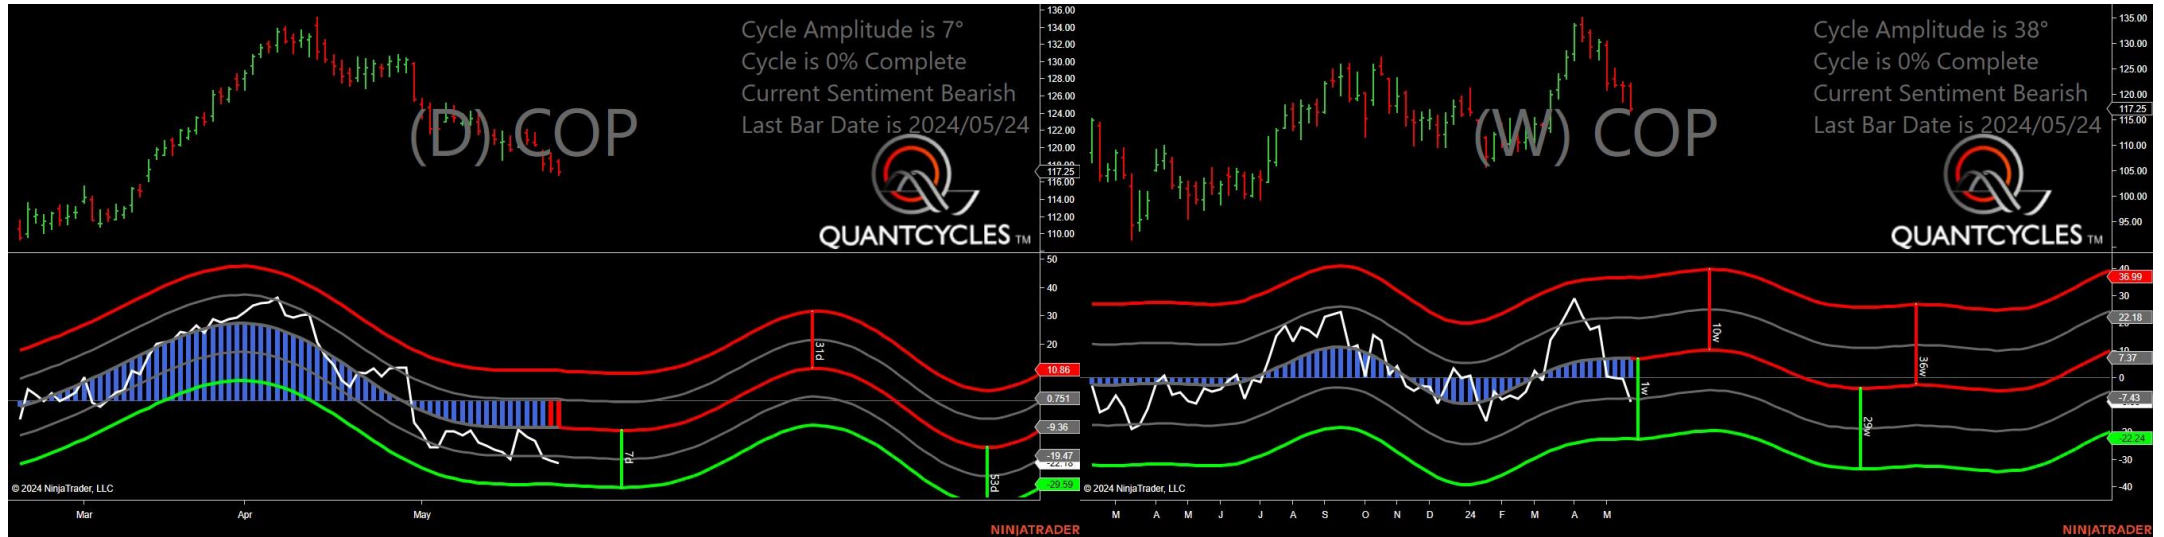 Cycle Amplitude is 7°
Cycle is 0% Complete
Current Sentiment Bearish
Last Bar Date is 2024/05/24
(D) COP
QUANTCYCLES TM
136.00
134.00
132.00
130.00
128.00
126.00
124.00
122.00
120.00
117.25
116.00
114.00
112.00
110.00
50
40
30
20
10.86
0.751
-9.36
-19.47
-29.59
31d
7d
53d
© 2024 NinjaTrader, LLC
Mar Apr May
NINJATRADER
Cycle Amplitude is 38°
Cycle is 0% Complete
Current Sentiment Bearish
Last Bar Date is 2024/05/24
(W) COP
QUANTCYCLES TM
135.00
130.00
125.00
120.00
117.25
115.00
110.00
105.00
100.00
95.00
40
36.99
30
22.18
10
7.37
0
-7.43
-22.24
-30
-40
10w
36w
1w
29w
© 2024 NinjaTrader, LLC
M A M J J A S O N D 24 F M A M
NINJATRADER